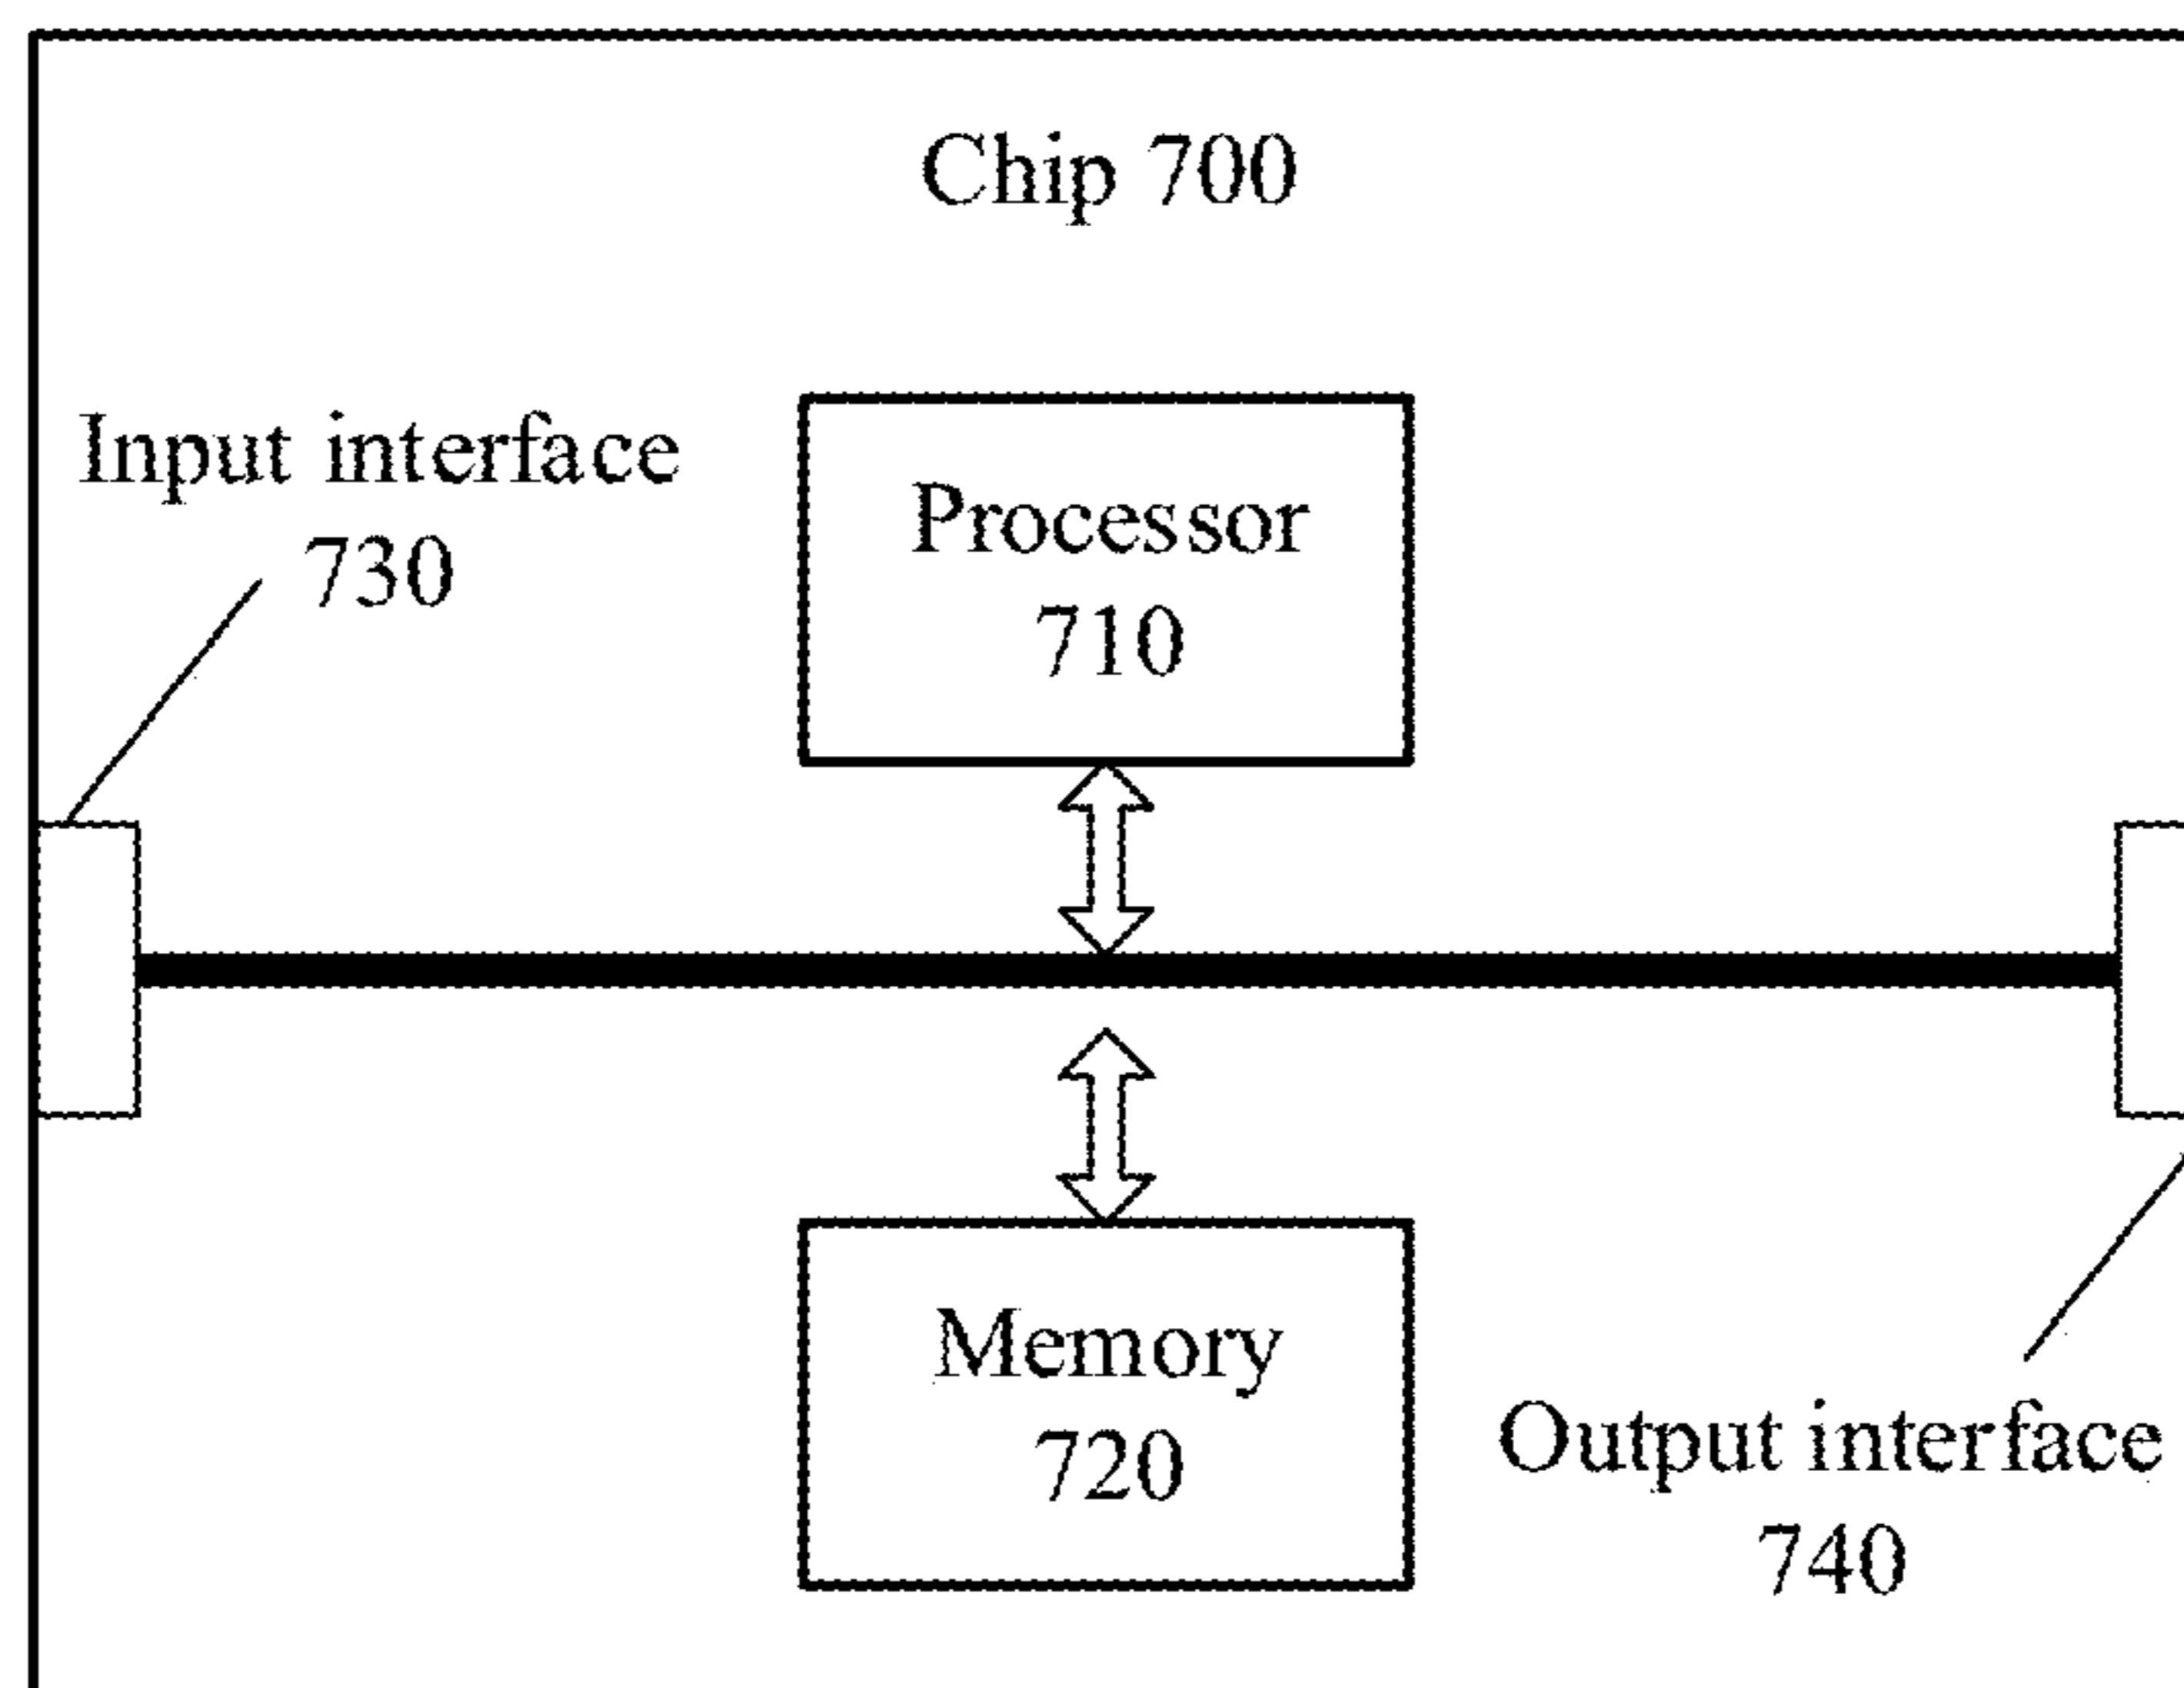 Chip 700
Input interface
730
Processor
710
Memory
720
Output interface
740